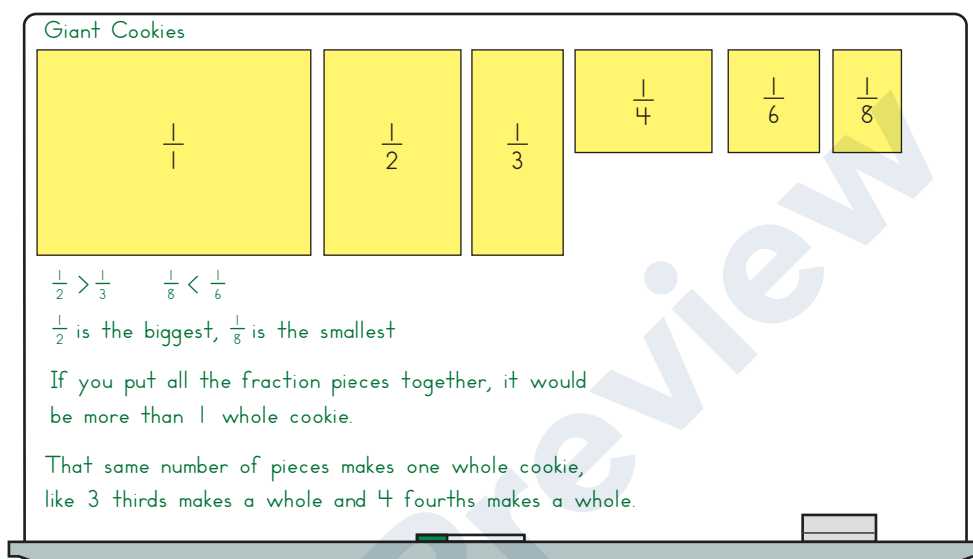 Giant Cookies
1/1 1/2 1/3 1/4 1/6 1/8
1/2 > 1/3 1/8 < 1/6
1/2 is the biggest, 1/8 is the smallest
If you put all the fraction pieces together, it would
be more than 1 whole cookie.
That same number of pieces makes one whole cookie,
like 3 thirds makes a whole and 4 fourths makes a whole.
Preview